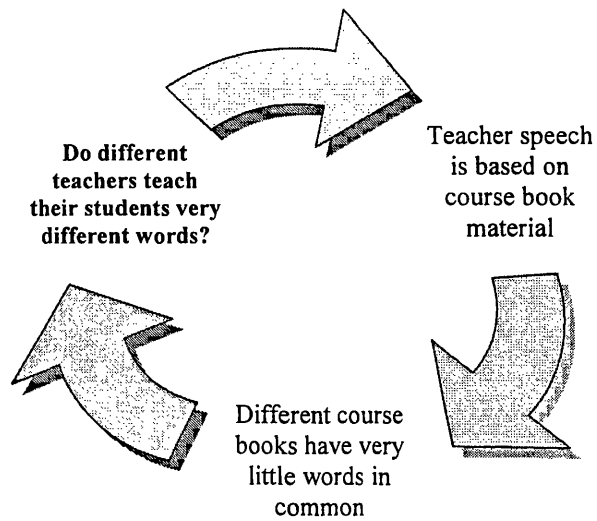 Do different
teachers teach
their students very
different words?
Teacher speech
is based on
course book
material
Different course
books have very
little words in
common